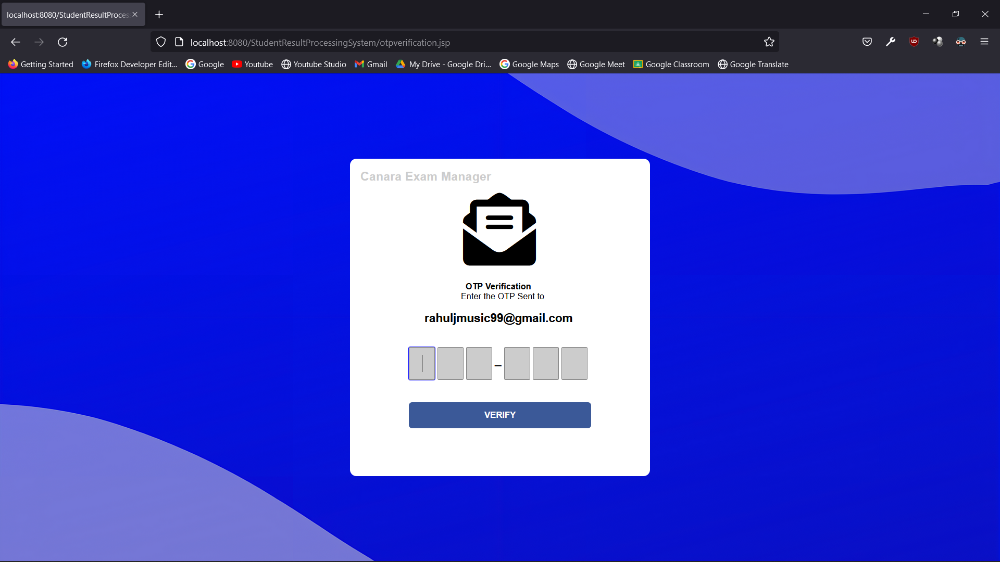 localhost:8080/StudentResultProces
localhost:8080/StudentResultProcessingSystem/otpverification.jsp
Getting Started Firefox Developer Edit... Google Youtube Youtube Studio Gmail My Drive - Google Dri... Google Maps Google Meet Google Classroom Google Translate
Canara Exam Manager
OTP Verification
Enter the OTP Sent to
rahuljmusic99@gmail.com
–
VERIFY